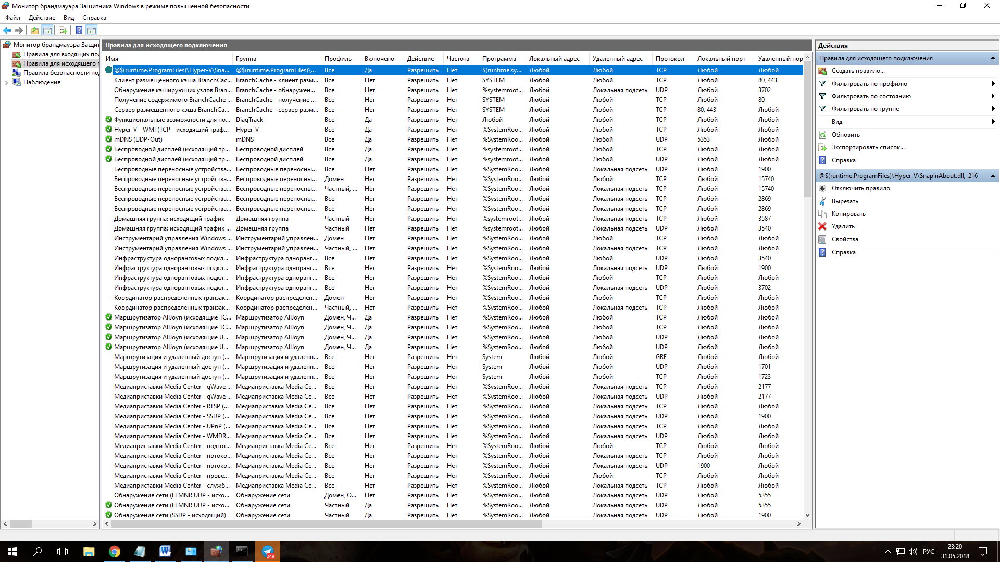 Монитор брандмауэра Защитника Windows в режиме повышенной безопасности
Файл Действие Вид Справка
Монитор брандмауэра Защит
Правила для входящих по
Правила для исходящего п
Правила безопасности по
Наблюдение
Правила для исходящего подключения
Имя Группа Профиль Включено Действие Частота Программа Локальный адрес Удаленный адрес Протокол Локальный порт Удаленный пор
@$(runtime.ProgramFiles)\Hyper-V\Sna... @$(runtime.ProgramFiles)\... Все Да Разрешить Нет $(runtime.sy... Любой Любой TCP Любой Любой
Клиент размещенного кэша BranchCac... BranchCache - клиент разм... Все Нет Разрешить Нет SYSTEM Любой Любой TCP Любой 80, 443
Обнаружение кэширующих узлов Bran... BranchCache - обнаружен... Все Нет Разрешить Нет %systemroot... Любой Локальная подсеть UDP Любой 3702
Получение содержимого BranchCache ... BranchCache - получение ... Все Нет Разрешить Нет SYSTEM Любой Любой TCP Любой 80
Сервер размещенного кэша BranchCa... BranchCache - сервер разм... Все Нет Разрешить Нет SYSTEM Любой Любой TCP 80, 443 Любой
Функциональные возможности для по... DiagTrack Все Да Разрешить Нет Любой Любой Любой TCP Любой Любой
Hyper-V - WMI (TCP - исходящий траф... Hyper-V Все Да Разрешить Нет %SystemRoo... Любой Любой TCP Любой Любой
mDNS (UDP-Out) mDNS Все Да Разрешить Нет %SystemRoo... Любой Любой UDP 5353 Любой
Беспроводной дисплей (исходящий тр... Беспроводной дисплей Все Да Разрешить Нет %systemroot... Любой Любой TCP Любой Любой
Беспроводной дисплей (исходящий тр... Беспроводной дисплей Все Да Разрешить Нет %systemroot... Любой Любой UDP Любой Любой
Беспроводные переносные устройства... Беспроводные переносны... Все Нет Разрешить Нет %SystemRoo... Любой Локальная подсеть UDP Любой 1900
Беспроводные переносные устройства... Беспроводные переносны... Домен Нет Разрешить Нет %SystemRoo... Любой Любой TCP Любой 15740
Беспроводные переносные устройства... Беспроводные переносны... Частный, ... Нет Разрешить Нет %SystemRoo... Любой Локальная подсеть TCP Любой 15740
Беспроводные переносные устройства... Беспроводные переносны... Все Нет Разрешить Нет %SystemRoo... Любой Локальная подсеть TCP Любой 2869
Беспроводные переносные устройства... Беспроводные переносны... Все Нет Разрешить Нет %SystemRoo... Любой Локальная подсеть TCP Любой 2869
Домашняя группа: исходящий трафик Домашняя группа Частный Нет Разрешить Нет %systemroot... Любой Локальная подсеть TCP Любой 3587
Домашняя группа: исходящий трафик ... Домашняя группа Частный Нет Разрешить Нет %systemroot... Любой Локальная подсеть UDP Любой 3540
Инструментарий управления Windows ... Инструментарий управлен... Домен Нет Разрешить Нет %SystemRoo... Любой Любой TCP Любой Любой
Инструментарий управления Windows ... Инструментарий управлен... Частный, ... Нет Разрешить Нет %SystemRoo... Любой Локальная подсеть TCP Любой Любой
Инфраструктура одноранговых подкл... Инфраструктура одноранг... Все Нет Разрешить Нет %SystemRoo... Любой Любой UDP Любой 3540
Инфраструктура одноранговых подкл... Инфраструктура одноранг... Все Нет Разрешить Нет %SystemRoo... Любой Локальная подсеть UDP Любой 1900
Инфраструктура одноранговых подкл... Инфраструктура одноранг... Все Нет Разрешить Нет %SystemRoo... Любой Любой TCP Любой Любой
Инфраструктура одноранговых подкл... Инфраструктура одноранг... Все Нет Разрешить Нет %SystemRoo... Любой Локальная подсеть UDP Любой 3702
Координатор распределенных транзак... Координатор распределен... Домен Нет Разрешить Нет %SystemRoo... Любой Любой TCP Любой Любой
Координатор распределенных транзак... Координатор распределен... Частный, ... Нет Разрешить Нет %SystemRoo... Любой Локальная подсеть TCP Любой Любой
Маршрутизатор AllJoyn (исходящие TC... Маршрутизатор AllJoyn Домен, Ч... Да Разрешить Нет %SystemRoo... Любой Любой TCP Любой Любой
Маршрутизатор AllJoyn (исходящие TC... Маршрутизатор AllJoyn Домен, Ч... Да Разрешить Нет %SystemRoo... Любой Любой TCP Любой Любой
Маршрутизатор AllJoyn (исходящие U... Маршрутизатор AllJoyn Домен, Ч... Да Разрешить Нет %SystemRoo... Любой Любой UDP Любой Любой
Маршрутизатор AllJoyn (исходящие U... Маршрутизатор AllJoyn Домен, Ч... Да Разрешить Нет %SystemRoo... Любой Любой UDP Любой Любой
Маршрутизация и удаленный доступ (... Маршрутизация и удаленн... Все Нет Разрешить Нет System Любой Любой GRE Любой Любой
Маршрутизация и удаленный доступ (... Маршрутизация и удаленн... Все Нет Разрешить Нет System Любой Любой UDP Любой 1701
Маршрутизация и удаленный доступ (... Маршрутизация и удаленн... Все Нет Разрешить Нет System Любой Любой TCP Любой 1723
Медиаприставки Media Center - qWave ... Медиаприставка Media Ce... Все Нет Разрешить Нет %SystemRoo... Любой Локальная подсеть TCP Любой 2177
Медиаприставки Media Center - qWave ... Медиаприставка Media Ce... Все Нет Разрешить Нет %SystemRoo... Любой Локальная подсеть UDP Любой 2177
Медиаприставки Media Center - RTSP (... Медиаприставка Media Ce... Все Нет Разрешить Нет %SystemRoo... Любой Локальная подсеть TCP Любой Любой
Медиаприставки Media Center - SSDP (... Медиаприставка Media Ce... Все Нет Разрешить Нет %SystemRoo... Любой Локальная подсеть UDP Любой 1900
Медиаприставки Media Center - UPnP (... Медиаприставка Media Ce... Все Нет Разрешить Нет %SystemRoo... Любой Локальная подсеть TCP Любой Любой
Медиаприставки Media Center - WMDR... Медиаприставка Media Ce... Все Нет Разрешить Нет %SystemRoo... Любой Локальная подсеть UDP Любой Любой
Медиаприставки Media Center - подгот... Медиаприставка Media Ce... Все Нет Разрешить Нет %SystemRoo... Любой Любой TCP Любой Любой
Медиаприставки Media Center - потоко... Медиаприставка Media Ce... Все Нет Разрешить Нет %SystemRoo... Любой Локальная подсеть TCP Любой Любой
Медиаприставки Media Center - потоко... Медиаприставка Media Ce... Все Нет Разрешить Нет %SystemRoo... Любой Локальная подсеть UDP 1900 Любой
Медиаприставки Media Center - прове... Медиаприставка Media Ce... Все Нет Разрешить Нет %SystemRoo... Любой Любой TCP Любой Любой
Медиаприставки Media Center - служб... Медиаприставка Media Ce... Все Нет Разрешить Нет %SystemRoo... Любой Локальная подсеть TCP Любой Любой
Обнаружение сети (LLMNR UDP - исхо... Обнаружение сети Домен, О... Нет Разрешить Нет %SystemRoo... Любой Локальная подсеть UDP Любой 5355
Обнаружение сети (LLMNR UDP - исхо... Обнаружение сети Частный Да Разрешить Нет %SystemRoo... Любой Локальная подсеть UDP Любой 5355
Обнаружение сети (SSDP - исходящий) Обнаружение сети Частный Да Разрешить Нет %SystemRoo... Любой Локальная подсеть UDP Любой 1900
Действия
Правила для исходящего подключения
Создать правило...
Фильтровать по профилю
Фильтровать по состоянию
Фильтровать по группе
Вид
Обновить
Экспортировать список...
Справка
@$(runtime.ProgramFiles)\Hyper-V\SnapInAbout.dll,-216
Отключить правило
Вырезать
Копировать
Удалить
Свойства
Справка
249
РУС
23:20
31.05.2018